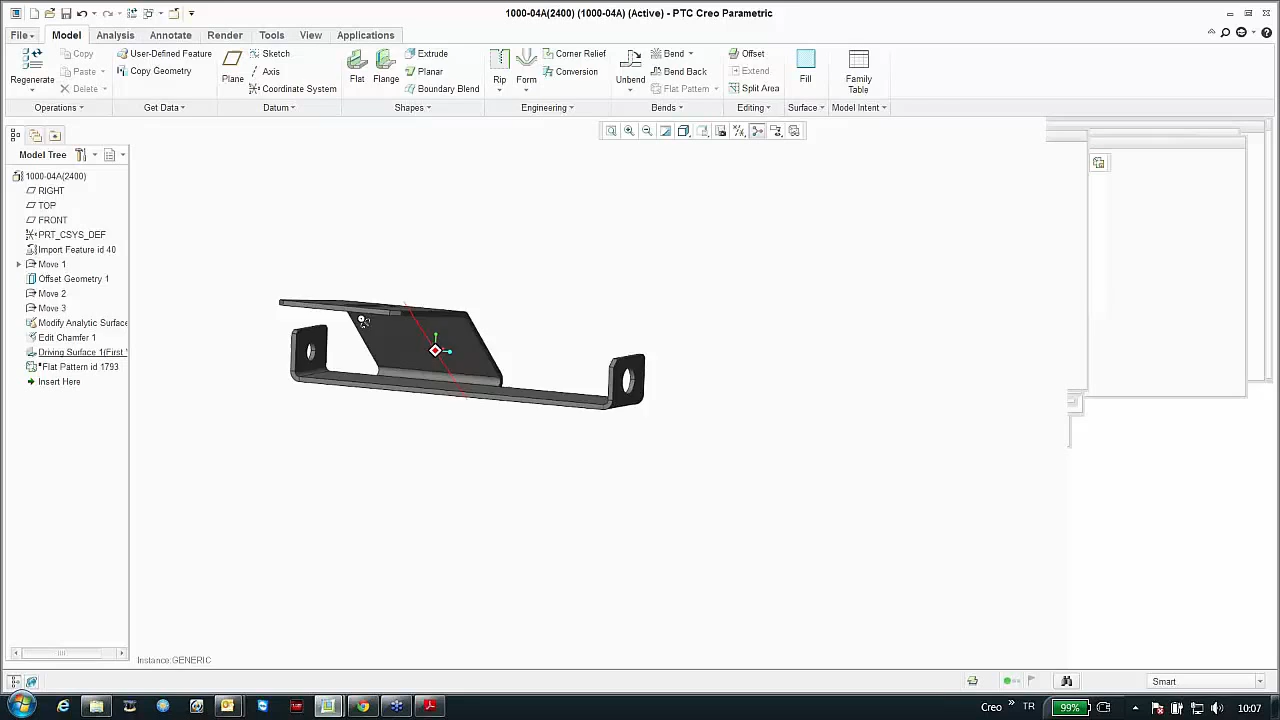 1000-04A(2400) (1000-04A) (Active) - PTC Creo Parametric
File Model Analysis Annotate Render Tools View Applications
Regenerate Copy Paste Delete
User-Defined Feature Copy Geometry
Plane Sketch Axis Coordinate System
Flat Flange Extrude Planar Boundary Blend
Rip Form Corner Relief Conversion
Unbend Bend Bend Back Flat Pattern
Offset Extend Split Area
Fill
Family Table
Operations Get Data Datum Shapes Engineering Bends Editing Surface Model Intent
Model Tree
1000-04A(2400)
RIGHT
TOP
FRONT
PRT_CSYS_DEF
Import Feature id 40
Move 1
Offset Geometry 1
Move 2
Move 3
Modify Analytic Surface
Edit Chamfer 1
Driving Surface 1(First
*Flat Pattern id 1793
Insert Here
Instance:GENERIC
Smart
Creo » TR 99% 10:07